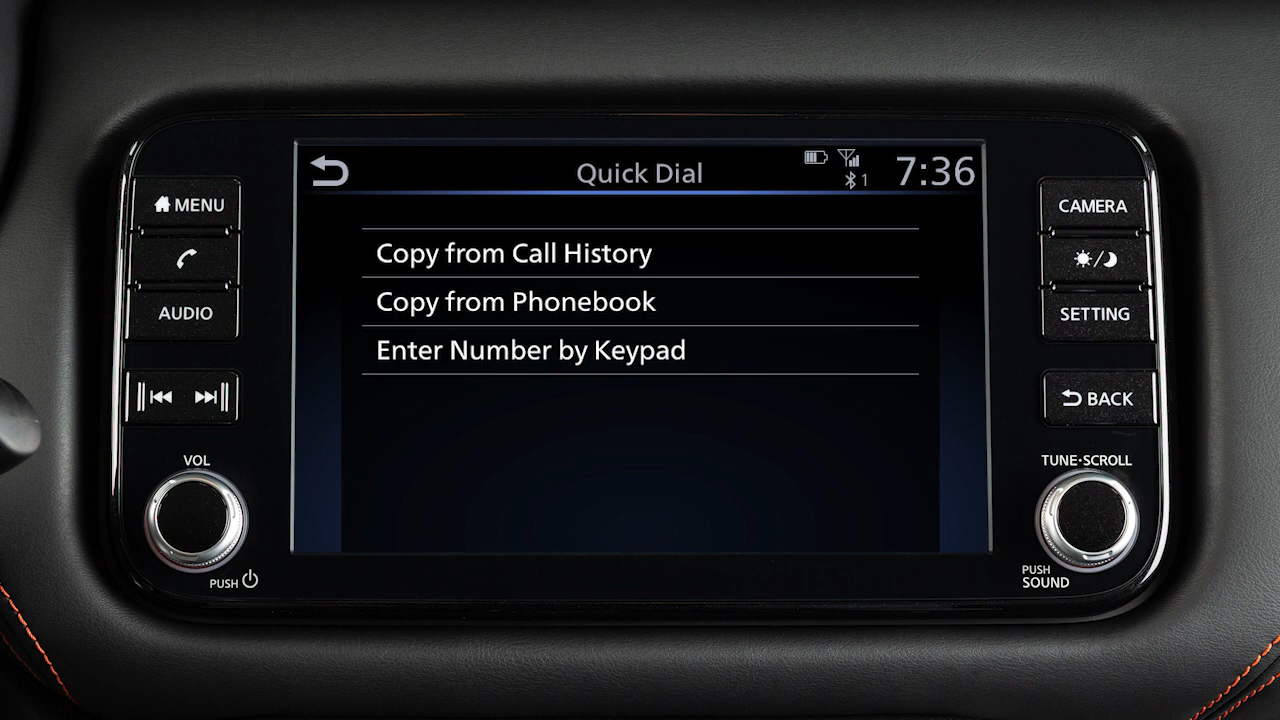 Quick Dial
1
7:36
MENU
AUDIO
Copy from Call History
Copy from Phonebook
Enter Number by Keypad
CAMERA
SETTING
BACK
VOL
PUSH
TUNE·SCROLL
PUSH
SOUND